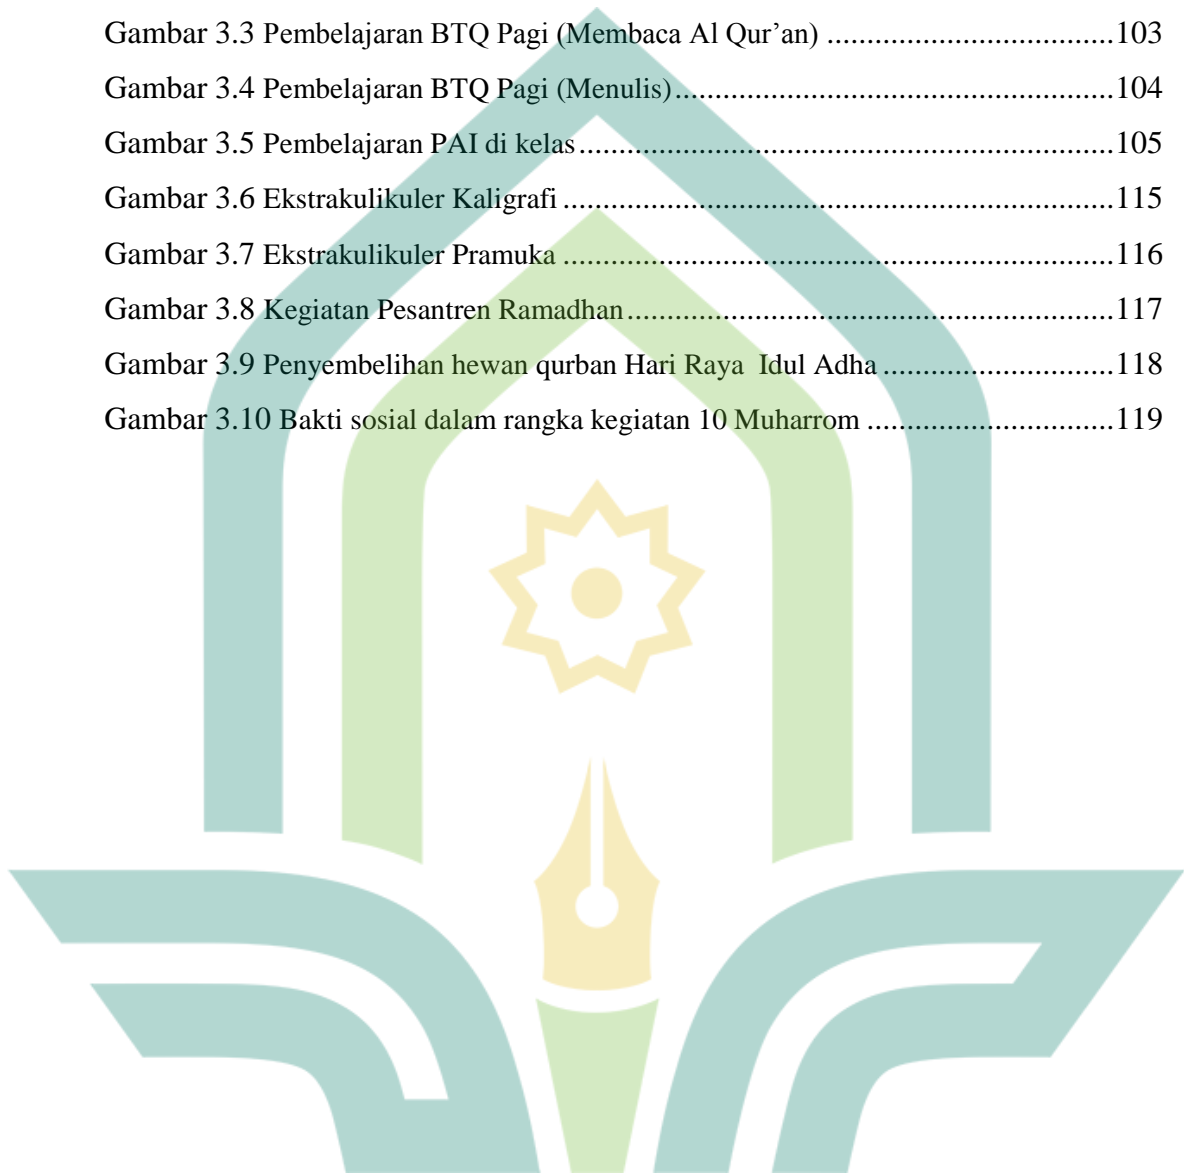 Gambar 3.3 Pembelajaran BTQ Pagi (Membaca Al Qur’an) ..................................103
Gambar 3.4 Pembelajaran BTQ Pagi (Menulis)......................................................104
Gambar 3.5 Pembelajaran PAI di kelas...................................................................105
Gambar 3.6 Ekstrakulikuler Kaligrafi .....................................................................115
Gambar 3.7 Ekstrakulikuler Pramuka .....................................................................116
Gambar 3.8 Kegiatan Pesantren Ramadhan.............................................................117
Gambar 3.9 Penyembelihan hewan qurban Hari Raya  Idul Adha ...........................118
Gambar 3.10 Bakti sosial dalam rangka kegiatan 10 Muharrom .............................119